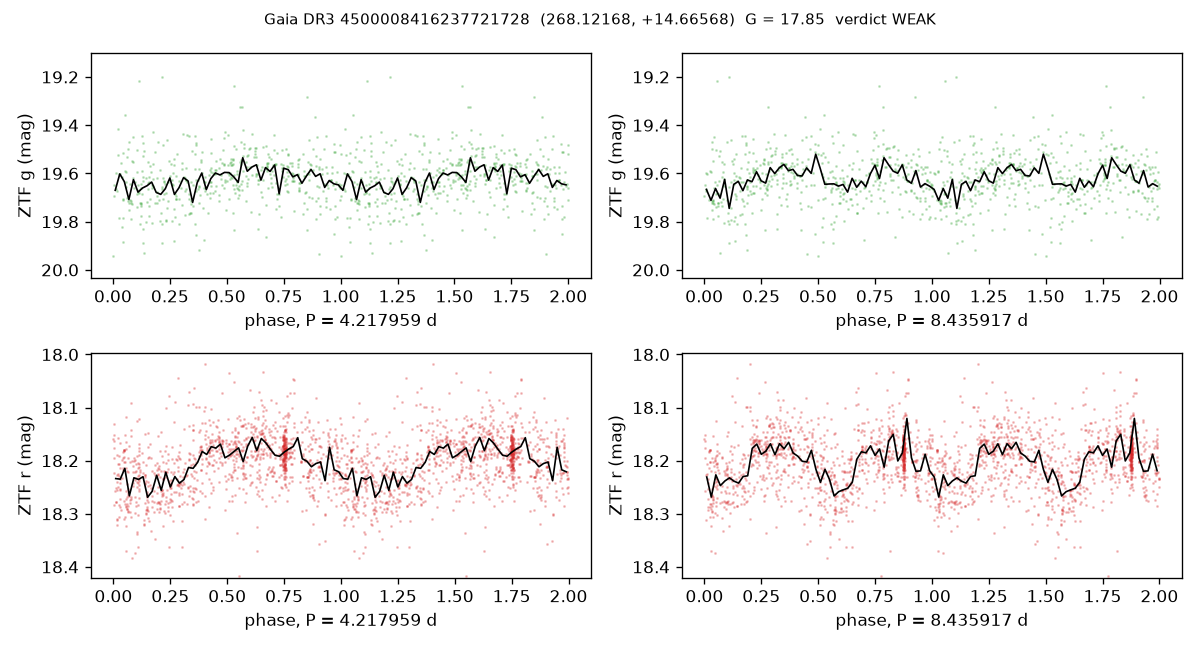 Gaia DR3 4500008416237721728  (268.12168, +14.66568)  G = 17.85  verdict WEAK
ZTF g (mag)
19.2
19.4
19.6
19.8
20.0
0.00 0.25 0.50 0.75 1.00 1.25 1.50 1.75 2.00
phase, P = 4.217959 d
ZTF g (mag)
19.2
19.4
19.6
19.8
20.0
0.00 0.25 0.50 0.75 1.00 1.25 1.50 1.75 2.00
phase, P = 8.435917 d
ZTF r (mag)
18.0
18.1
18.2
18.3
18.4
0.00 0.25 0.50 0.75 1.00 1.25 1.50 1.75 2.00
phase, P = 4.217959 d
ZTF r (mag)
18.0
18.1
18.2
18.3
18.4
0.00 0.25 0.50 0.75 1.00 1.25 1.50 1.75 2.00
phase, P = 8.435917 d